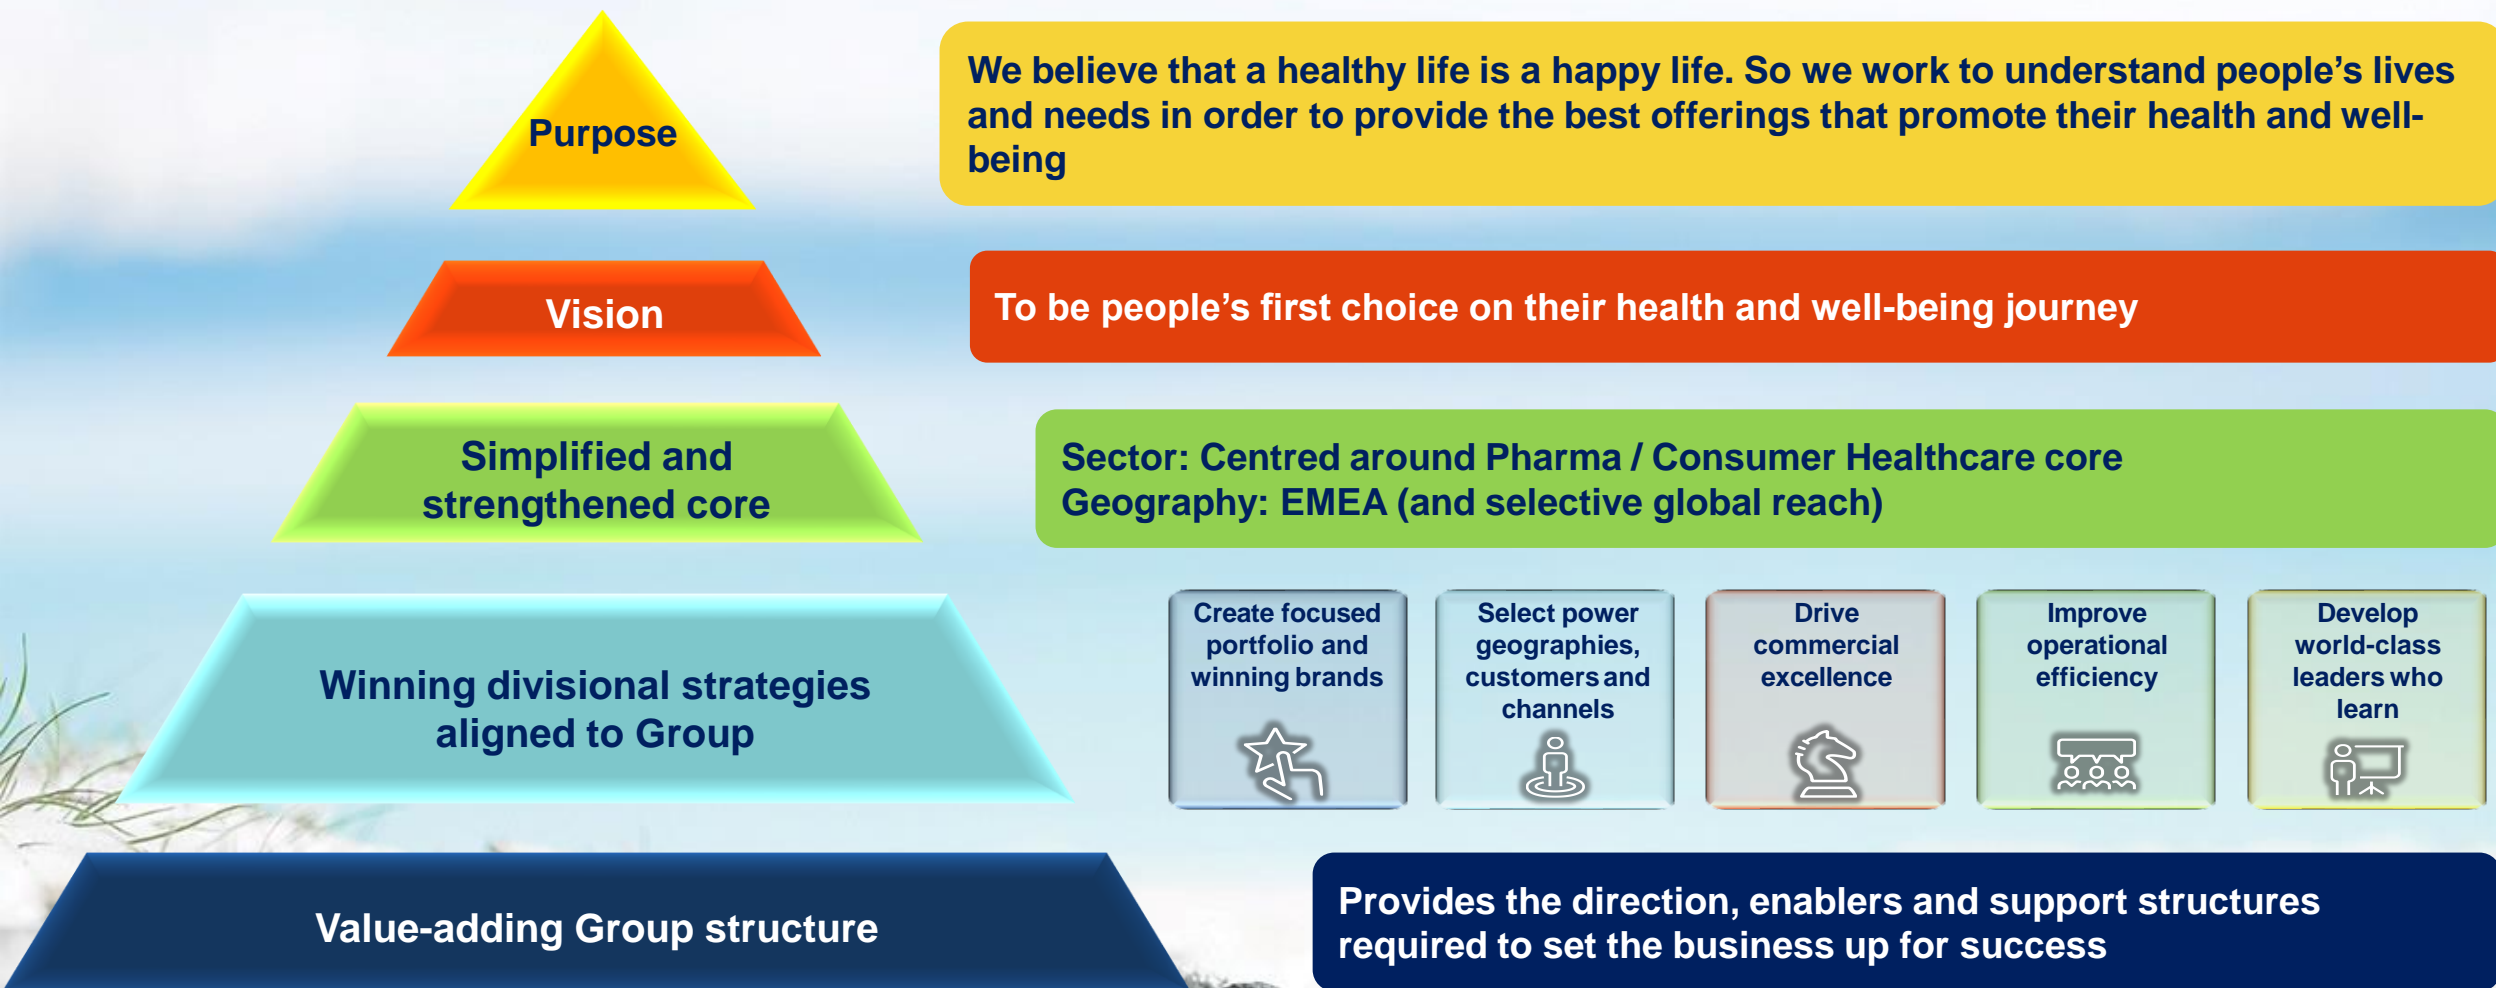 Purpose
We believe that a healthy life is a happy life. So we work to understand people’s lives
and needs in order to provide the best offerings that promote their health and well-
being
Vision
To be people’s first choice on their health and well-being journey
Simplified and
strengthened core
Sector: Centred around Pharma / Consumer Healthcare core
Geography: EMEA (and selective global reach)
Winning divisional strategies
aligned to Group
Create focused
portfolio and
winning brands
Select power
geographies,
customers and
channels
Drive
commercial
excellence
Improve
operational
efficiency
Develop
world-class
leaders who
learn
Value-adding Group structure
Provides the direction, enablers and support structures
required to set the business up for success